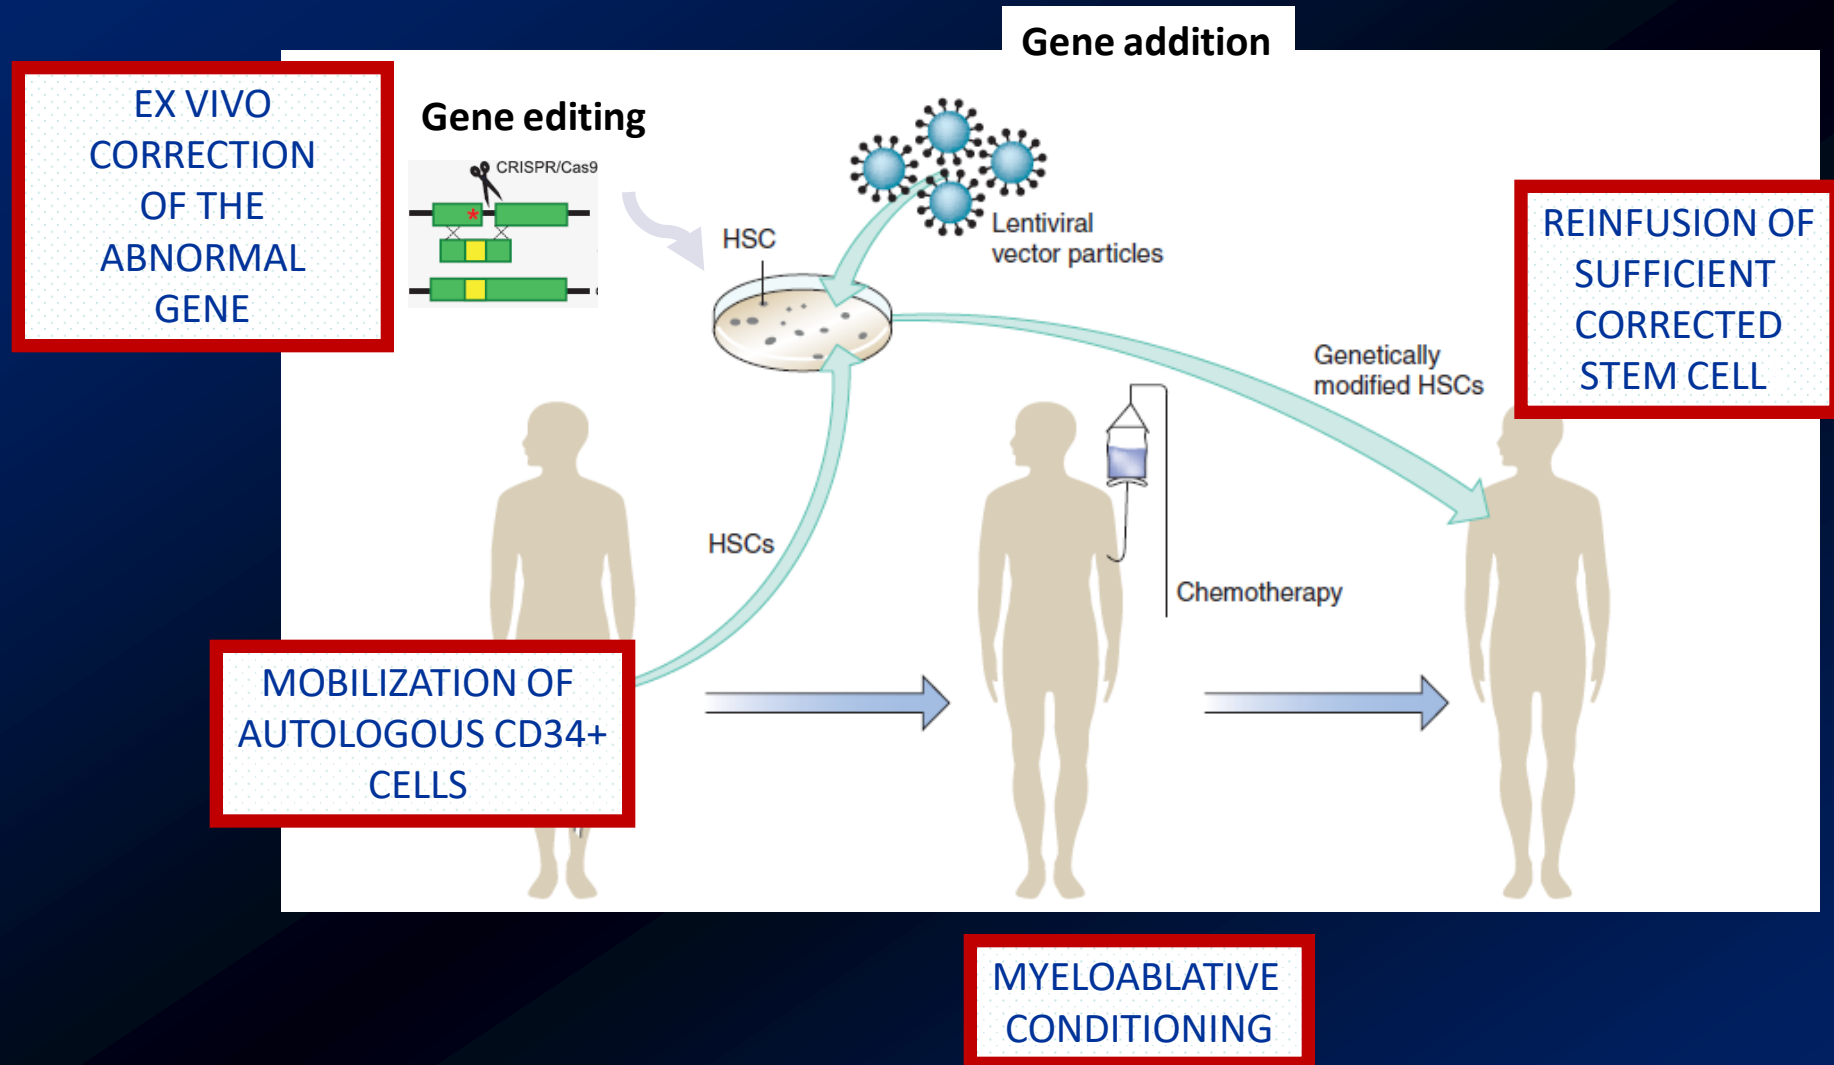 Gene addition
EX VIVO
CORRECTION
OF THE
ABNORMAL
GENE
Gene editing
CRISPR/Cas9
*
HSC
Lentiviral
vector particles
REINFUSION OF
SUFFICIENT
CORRECTED
STEM CELL
Genetically
modified HSCs
HSCs
Chemotherapy
MOBILIZATION OF
AUTOLOGOUS CD34+
CELLS
MYELOABLATIVE
CONDITIONING